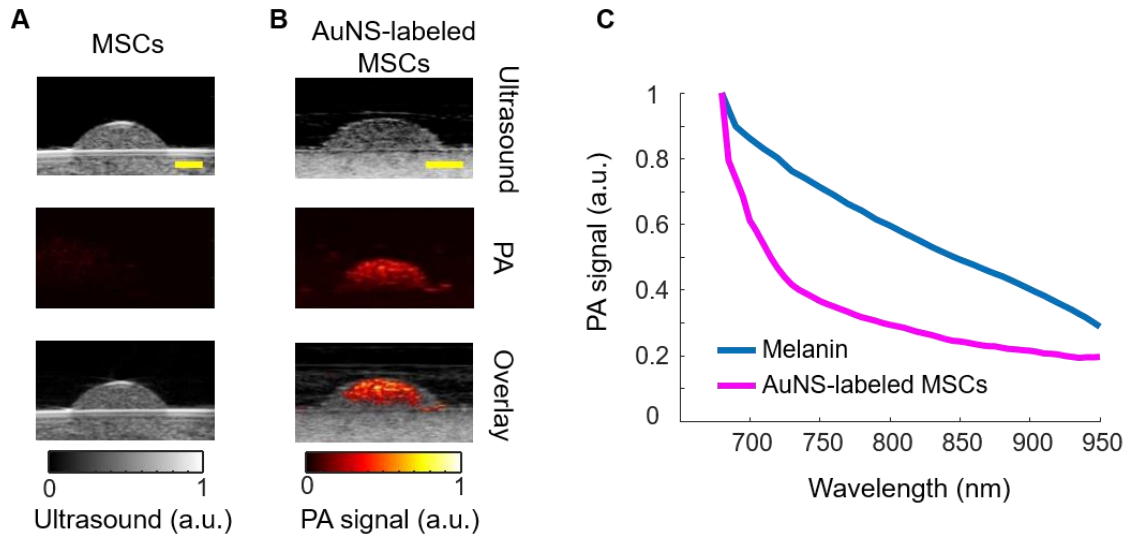 A
MSCs
B
AuNS-labeled
MSCs
Ultrasound
PA
Overlay
0
1
Ultrasound (a.u.)
0
1
PA signal (a.u.)
C
PA signal (a.u.)
1
0.8
0.6
0.4
0.2
0
Melanin
AuNS-labeled MSCs
700
750
800
850
900
950
Wavelength (nm)